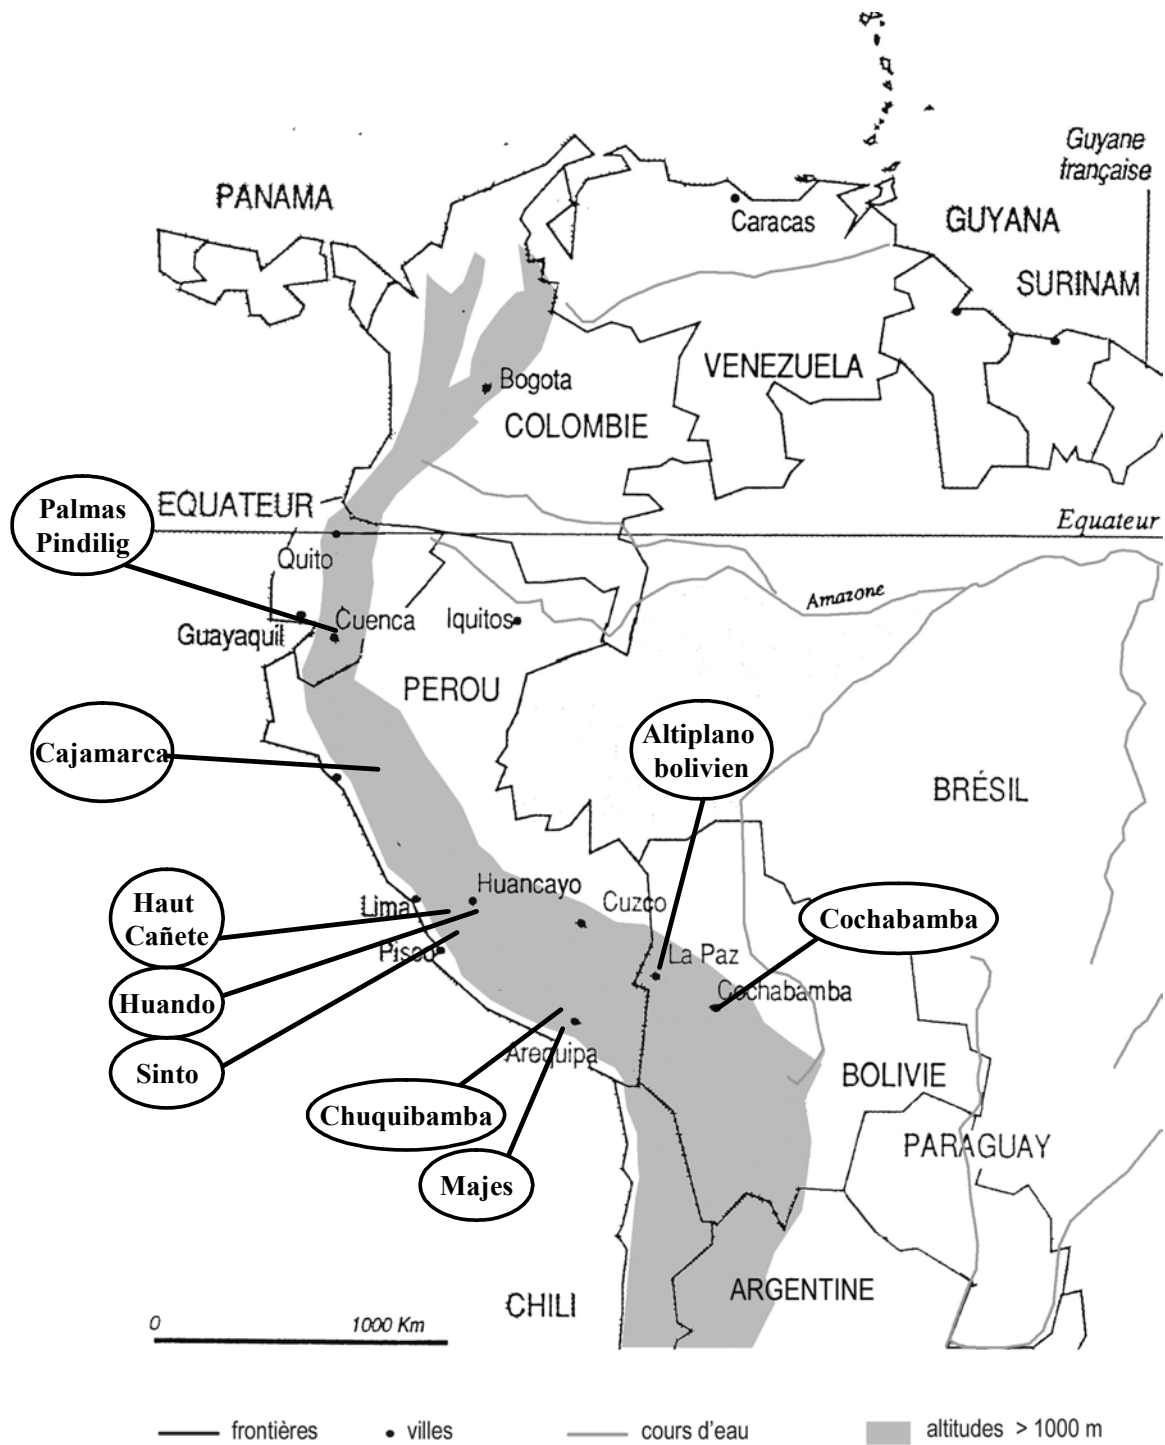 Guyane
française
PANAMA
Caracas
GUYANA
SURINAM
VENEZUELA
Bogota
COLOMBIE
EQUATEUR
Palmas
Pindilig
Equateur
Quito
Amazone
Cuenca
Iquitos
Guayaquil
PEROU
Altiplano
bolivien
Cajamarca
BRÉSIL
Huancayo
Haut
Cañete
Lima
Cuzco
Cochabamba
Pisco
La Paz
Huando
Cochabamba
Arequipa
Sinto
BOLIVIE
Chuquibamba
PARAGUAY
Majes
ARGENTINE
CHILI
0 1000 Km
frontières villes cours d'eau altitudes > 1000 m